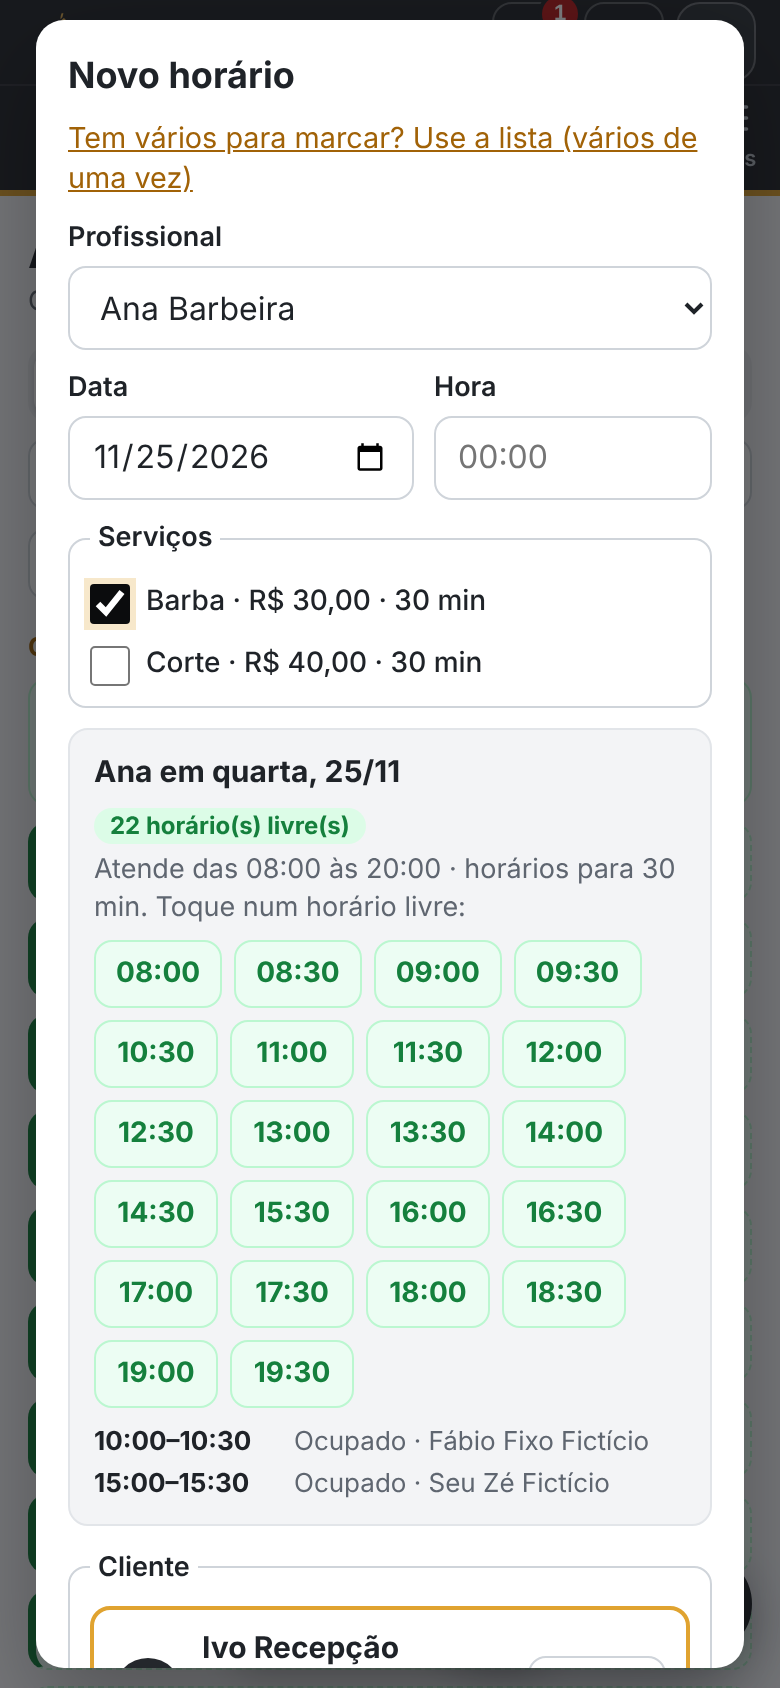 1
Novo horário
Tem vários para marcar? Use a lista (vários de
uma vez)
s
Profissional
Ana Barbeira
Data
Hora
11/25/2026
00:00
Serviços
Barba · R$ 30,00 · 30 min
Corte · R$ 40,00 · 30 min
Ana em quarta, 25/11
22 horário(s) livre(s)
Atende das 08:00 às 20:00 · horários para 30
min. Toque num horário livre:
08:00 08:30 09:00 09:30
10:30 11:00 11:30 12:00
12:30 13:00 13:30 14:00
14:30 15:30 16:00 16:30
17:00 17:30 18:00 18:30
19:00 19:30
10:00–10:30 Ocupado · Fábio Fixo Fictício
15:00–15:30 Ocupado · Seu Zé Fictício
Cliente
Ivo Recepção